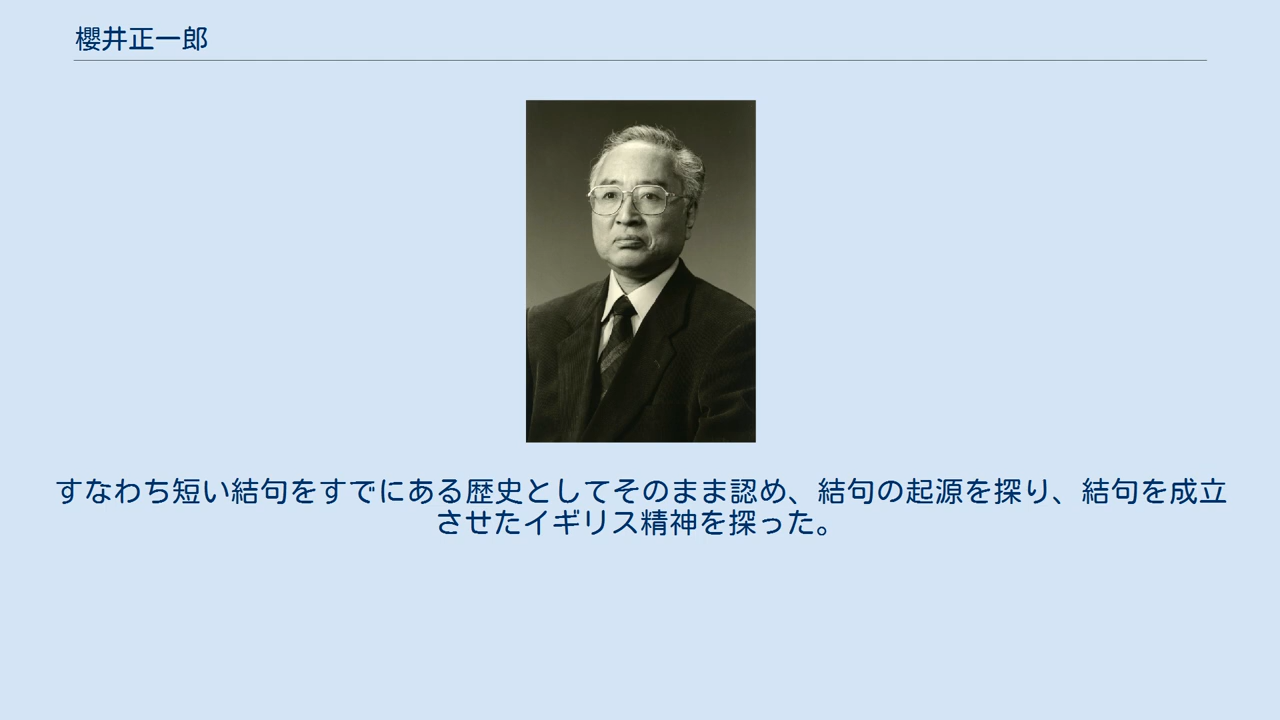 櫻井正一郎
すなわち短い結句をすでにある歴史としてそのまま認め、結句の起源を探り、結句を成立
させたイギリス精神を探った。